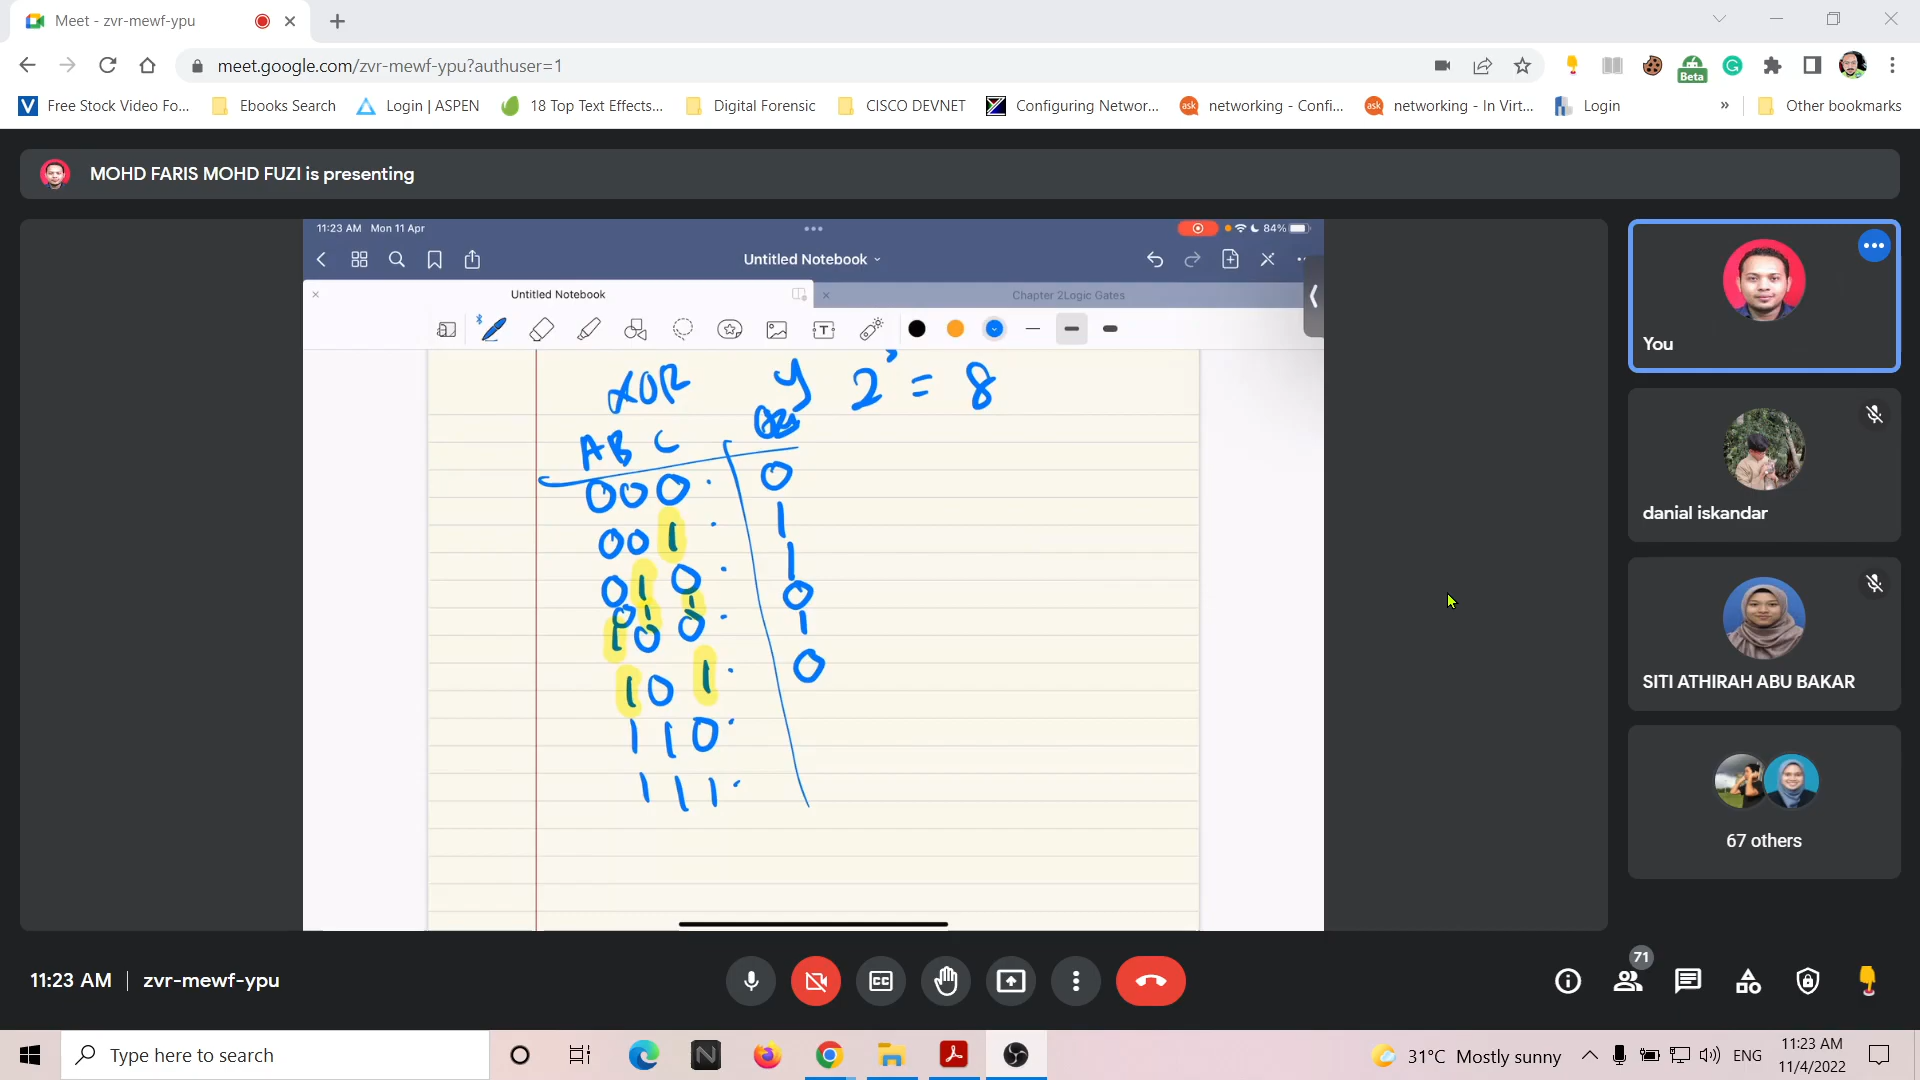 Meet - zvr-mewf-ypu
meet.google.com/zvr-mewf-ypu?authuser=1
Beta
Free Stock Video Fo... Ebooks Search Login | ASPEN 18 Top Text Effects... Digital Forensic CISCO DEVNET Configuring Networ... networking - Confi... networking - In Virt... Login » Other bookmarks
MOHD FARIS MOHD FUZI is presenting
11:23 AM Mon 11 Apr 84%
Untitled Notebook
Untitled Notebook Chapter 2Logic Gates
XOR y 2³ = 8
A B C
0 0 0 0
0 0 1 1
0 1 0 1
0 1 1 0
1 0 0 1
1 0 1 0
1 1 0
1 1 1
You
danial iskandar
SITI ATHIRAH ABU BAKAR
67 others
11:23 AM | zvr-mewf-ypu
71
Type here to search
31°C Mostly sunny
ENG
11:23 AM
11/4/2022